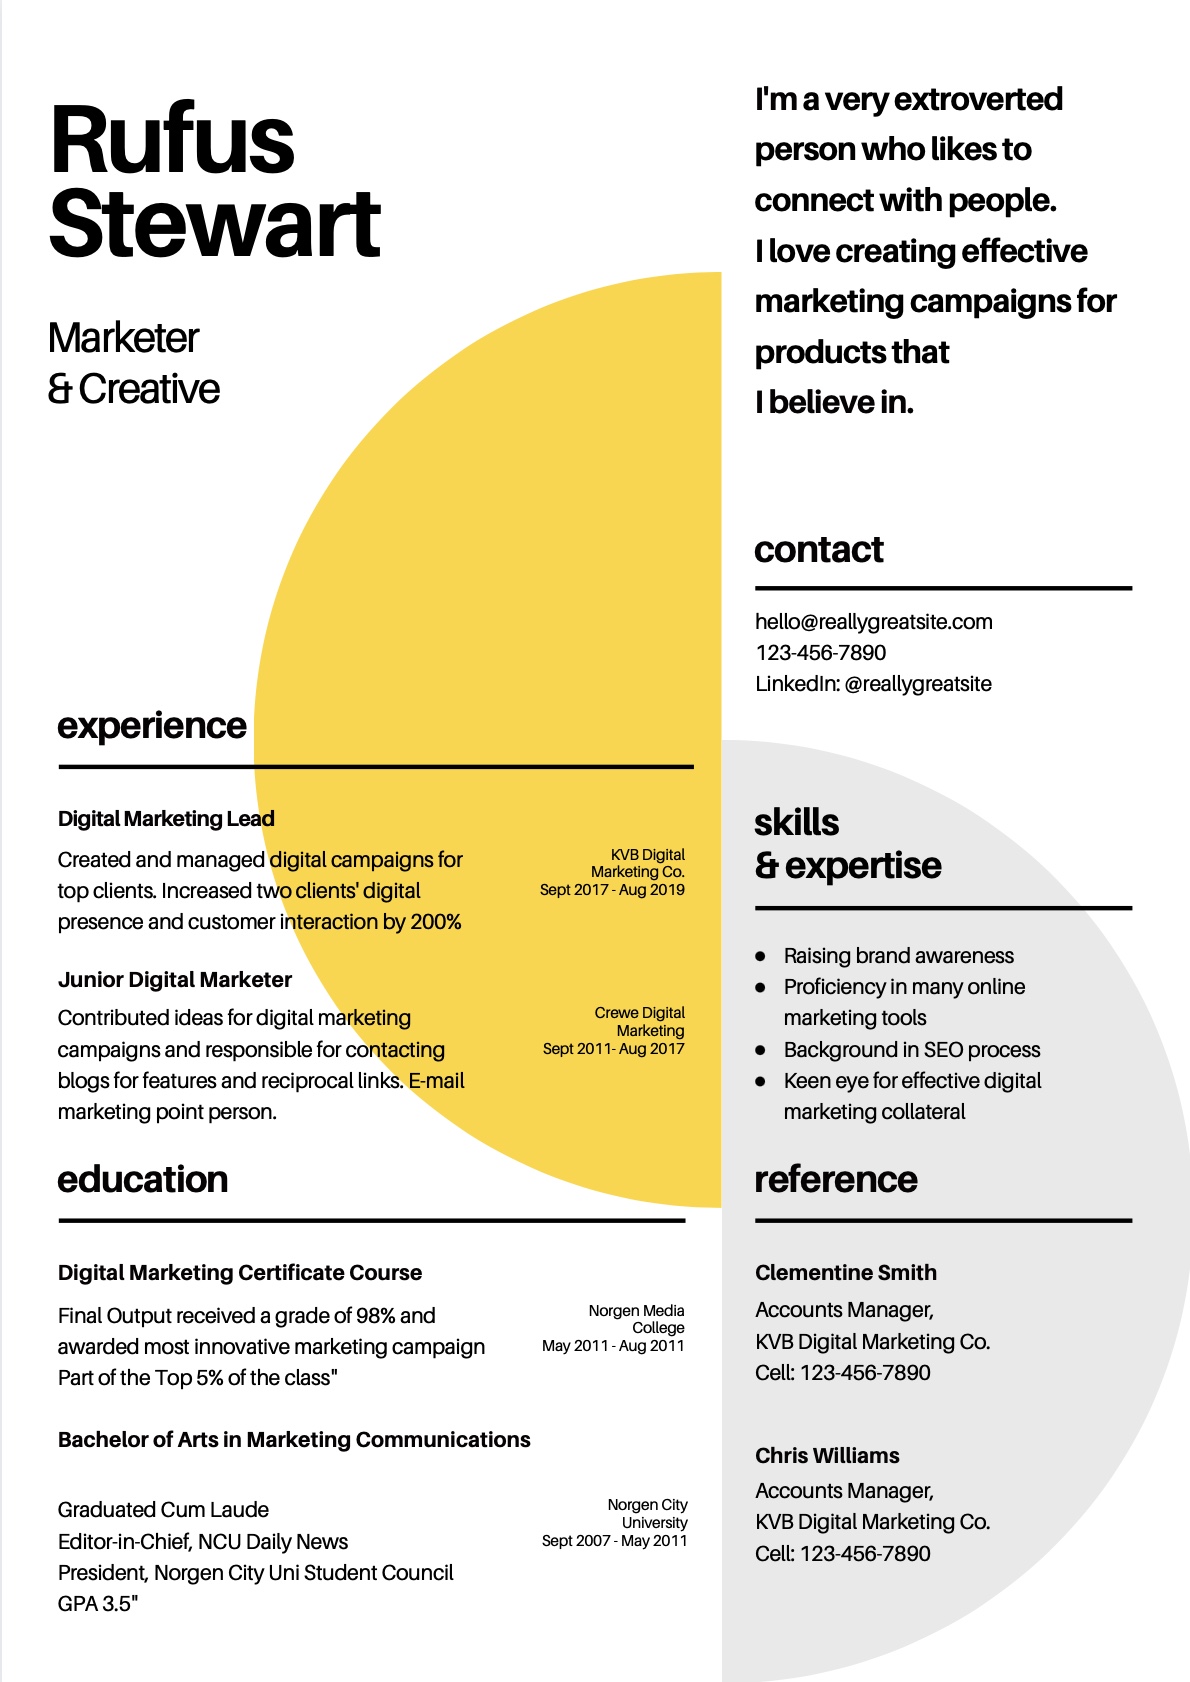 Rufus
Stewart
Marketer
& Creative
I'm a very extroverted
person who likes to
connect with people.
I love creating effective
marketing campaigns for
products that
I believe in.
contact
hello@reallygreatsite.com
123-456-7890
LinkedIn: @reallygreatsite
experience
Digital Marketing Lead
Created and managed digital campaigns for
top clients. Increased two clients' digital
presence and customer interaction by 200%
KVB Digital
Marketing Co.
Sept 2017 - Aug 2019
Junior Digital Marketer
Contributed ideas for digital marketing
campaigns and responsible for contacting
blogs for features and reciprocal links. E-mail
marketing point person.
Crewe Digital
Marketing
Sept 2011- Aug 2017
skills
& expertise
● Raising brand awareness
● Proficiency in many online
marketing tools
● Background in SEO process
● Keen eye for effective digital
marketing collateral
education
Digital Marketing Certificate Course
Final Output received a grade of 98% and
awarded most innovative marketing campaign
Part of the Top 5% of the class"
Norgen Media
College
May 2011 - Aug 2011
Bachelor of Arts in Marketing Communications
Graduated Cum Laude
Editor-in-Chief, NCU Daily News
President, Norgen City Uni Student Council
GPA 3.5"
Norgen City
University
Sept 2007 - May 2011
reference
Clementine Smith
Accounts Manager,
KVB Digital Marketing Co.
Cell: 123-456-7890
Chris Williams
Accounts Manager,
KVB Digital Marketing Co.
Cell: 123-456-7890